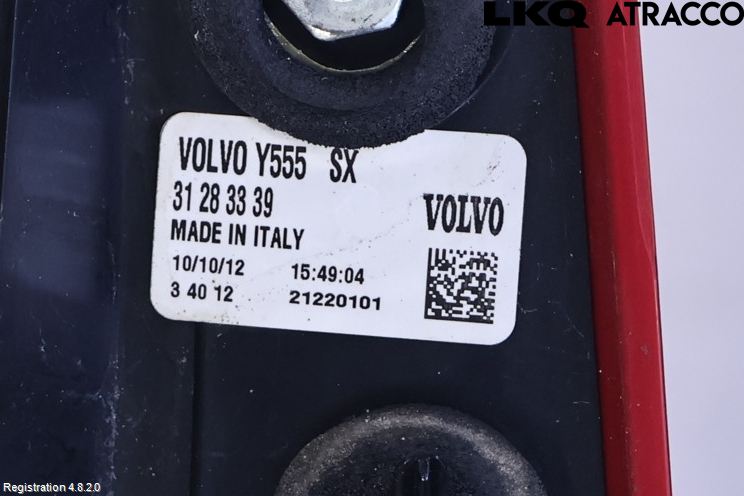 LKQ ATRACCO
VOLVO Y555 SX
31 28 33 39
VOLVO
MADE IN ITALY
10/10/12 15:49:04
3 40 12 21220101
Registration 4.8.2.0